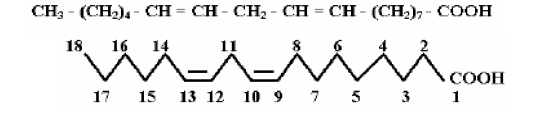 CH₃ - (CH₂)₄ - CH = CH - CH₂ - CH = CH - (CH₂)₇ - COOH
18 16 14 11 8 6 4 2
COOH
17 15 13 12 10 9 7 5 3 1